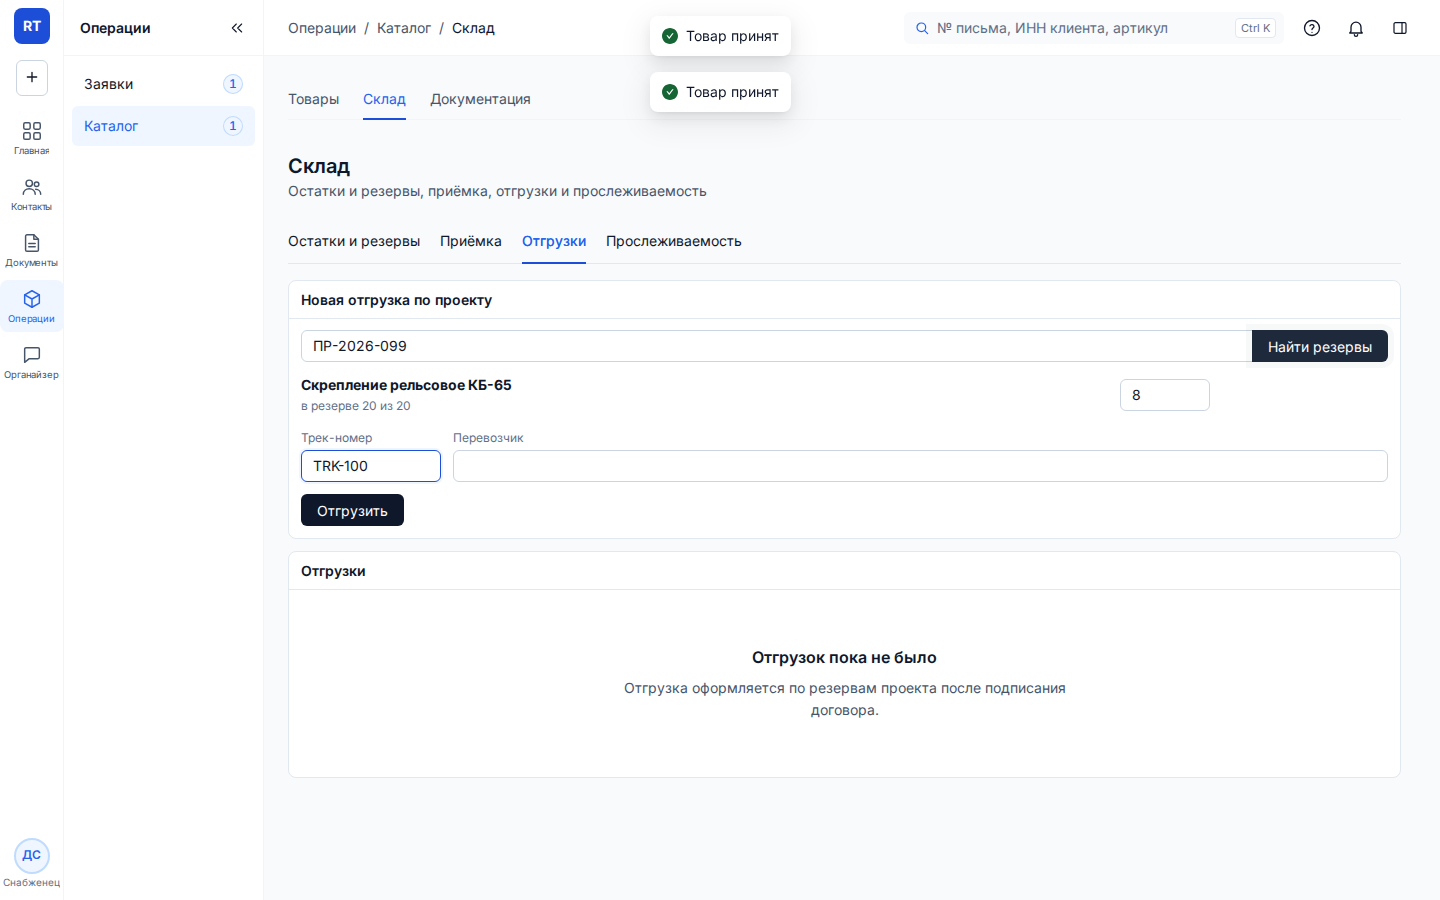 RT
Операции
Операции / Каталог / Склад
Товар принят
№ письма, ИНН клиента, артикул
Ctrl K
Товар принят
Заявки
1
Каталог
1
Главная
Контакты
Документы
Операции
Органайзер
ДС
Снабженец
Товары
Склад
Документация
Склад
Остатки и резервы, приёмка, отгрузки и прослеживаемость
Остатки и резервы
Приёмка
Отгрузки
Прослеживаемость
Новая отгрузка по проекту
ПР-2026-099
Найти резервы
Скрепление рельсовое КБ-65
в резерве 20 из 20
8
Трек-номер
Перевозчик
TRK-100
Отгрузить
Отгрузки
Отгрузок пока не было
Отгрузка оформляется по резервам проекта после подписания
договора.